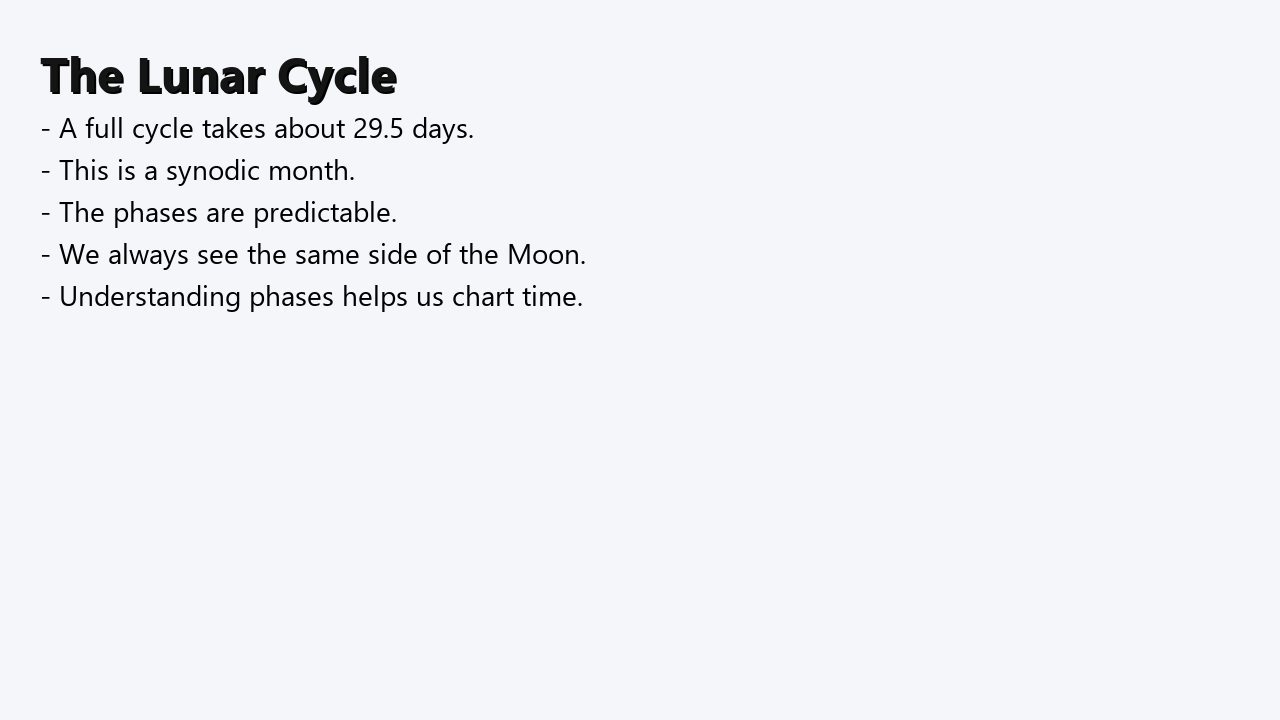 The Lunar Cycle
- A full cycle takes about 29.5 days.
- This is a synodic month.
- The phases are predictable.
- We always see the same side of the Moon.
- Understanding phases helps us chart time.